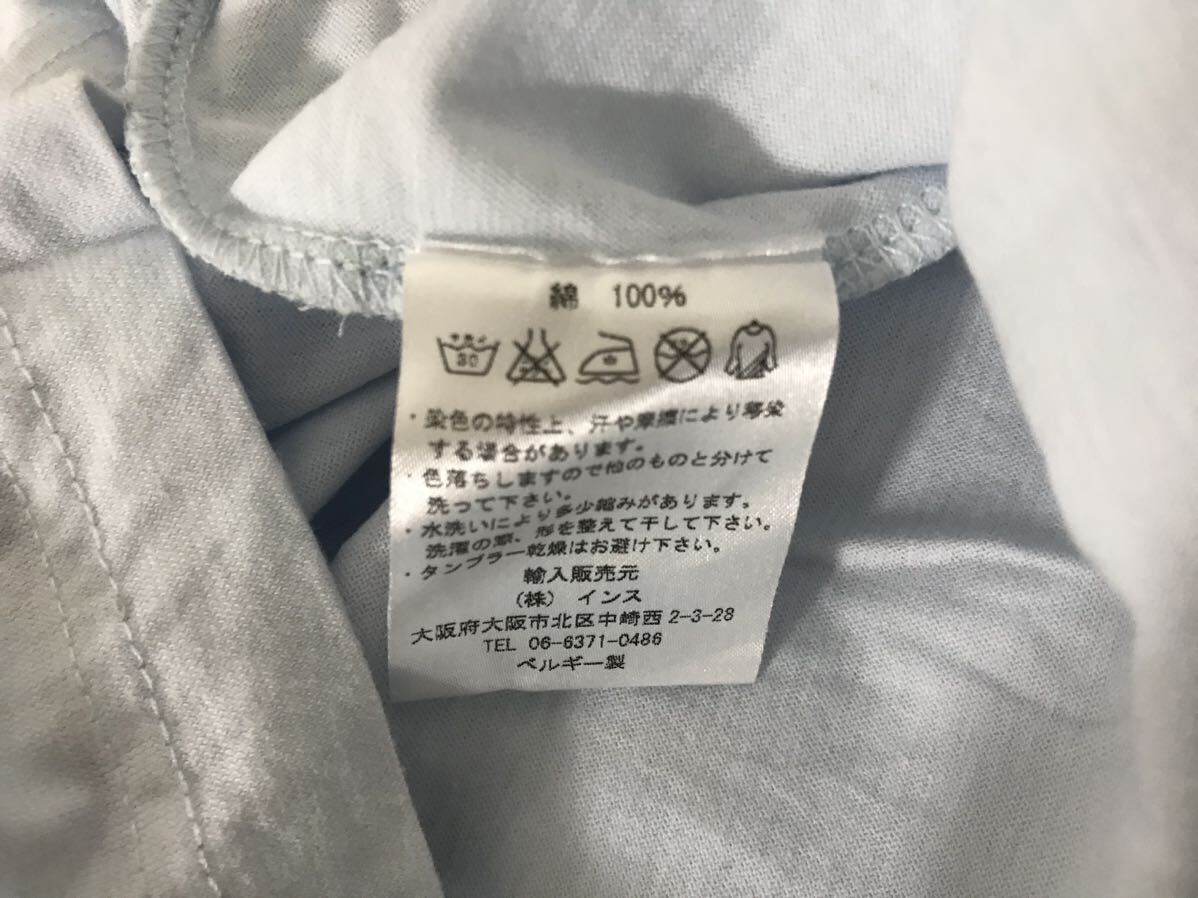 綿 100%
30
・染色の特性上、汗や摩擦により移染
する場合があります。
・色落ちしますので他のものと分けて
洗って下さい。
・水洗いにより多少縮みがあります。
洗濯の際、形を整えて干して下さい。
・タンブラー乾燥はお避け下さい。
輸入販売元
(株) インス
大阪府大阪市北区中崎西 2-3-28
TEL 06-6371-0486
ベルギー製